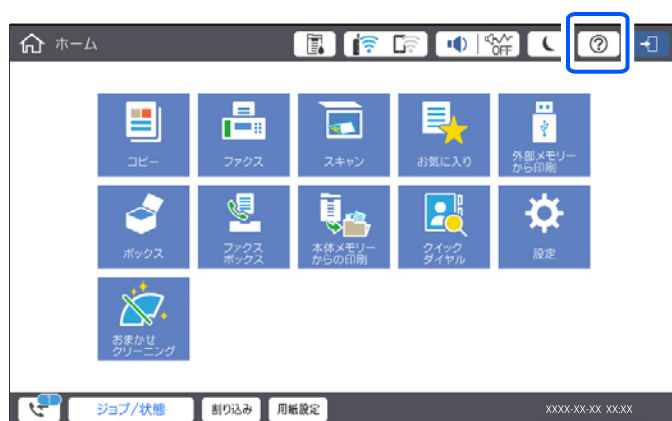 ホーム
OFF
?
コピー
ファクス
スキャン
お気に入り
外部メモリー
から印刷
ボックス
ファクス
ボックス
本体メモリー
からの印刷
クイック
ダイヤル
設定
おまかせ
クリーニング
ジョブ/状態
割り込み
用紙設定
XXXX-XX-XX XX:XX